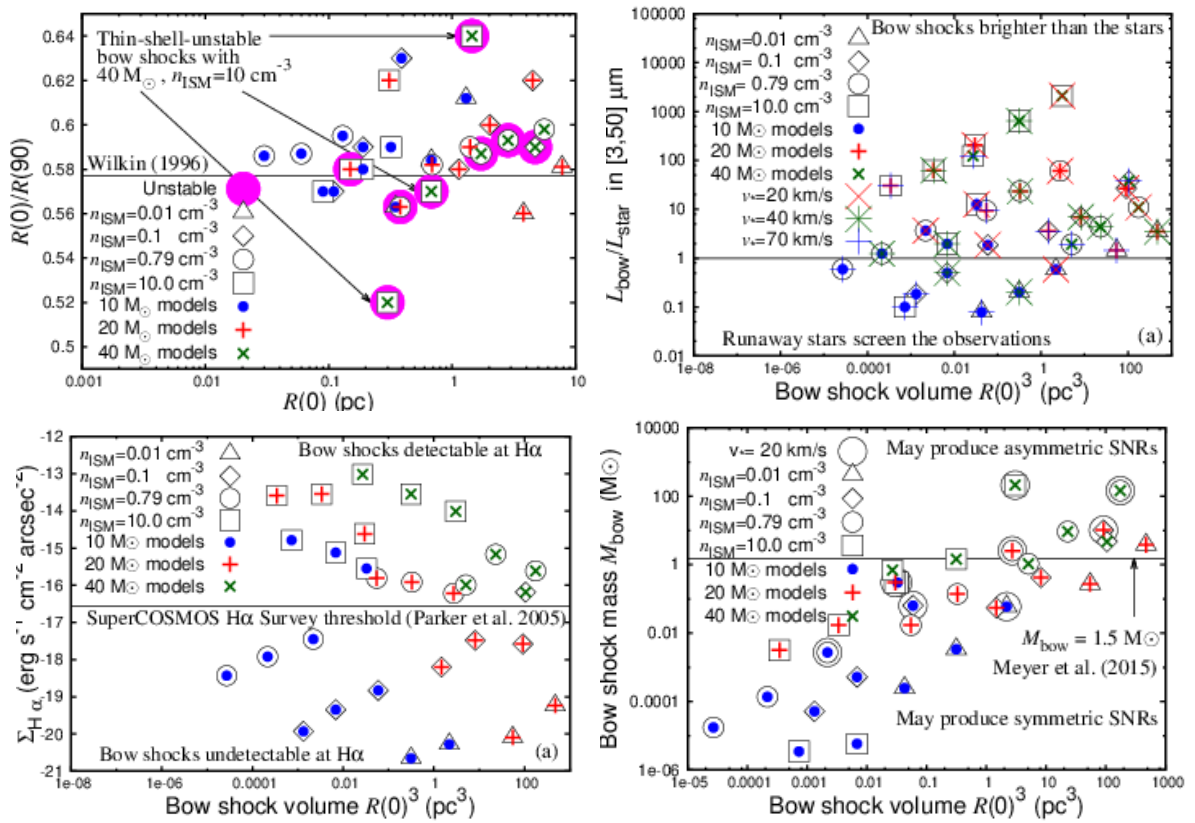 0.64
0.62
0.6
0.58
0.56
0.54
0.52
0.5
R(0)/R(90)
Thin-shell-unstable
bow shocks with
40 M☉, nISM=10 cm⁻³
Wilkin (1996)
Unstable
nISM=0.01 cm⁻³
nISM=0.1 cm⁻³
nISM=0.79 cm⁻³
nISM=10.0 cm⁻³
10 M☉ models
20 M☉ models
40 M☉ models
0.001 0.01 0.1 1 10
R(0) (pc)
100000
10000
1000
100
10
1
0.1
0.01
Lbow/Lstar in [3,50] μm
Bow shocks brighter than the stars
nISM=0.01 cm⁻³
nISM=0.1 cm⁻³
nISM=0.79 cm⁻³
nISM=10.0 cm⁻³
10 M☉ models
20 M☉ models
40 M☉ models
v*=20 km/s
v*=40 km/s
v*=70 km/s
Runaway stars screen the observations (a)
1e-08 1e-06 0.0001 0.01 1 100
Bow shock volume R(0)³ (pc³)
-12
-13
-14
-15
-16
-17
-18
-19
-20
-21
ΣHα (erg s⁻¹ cm⁻² arcsec⁻²)
Bow shocks detectable at Hα
nISM=0.01 cm⁻³
nISM=0.1 cm⁻³
nISM=0.79 cm⁻³
nISM=10.0 cm⁻³
10 M☉ models
20 M☉ models
40 M☉ models
SuperCOSMOS Hα Survey threshold (Parker et al. 2005)
Bow shocks undetectable at Hα (a)
1e-08 1e-06 0.0001 0.01 1 100
Bow shock volume R(0)³ (pc³)
10000
100
1
0.01
0.0001
1e-06
Bow shock mass Mbow (M☉)
v*= 20 km/s
May produce asymmetric SNRs
nISM=0.01 cm⁻³
nISM=0.1 cm⁻³
nISM=0.79 cm⁻³
nISM=10.0 cm⁻³
10 M☉ models
20 M☉ models
40 M☉ models
Mbow = 1.5 M☉
Meyer et al. (2015)
May produce symmetric SNRs
1e-05 0.0001 0.001 0.01 0.1 1 10 100 1000
Bow shock volume R(0)³ (pc³)